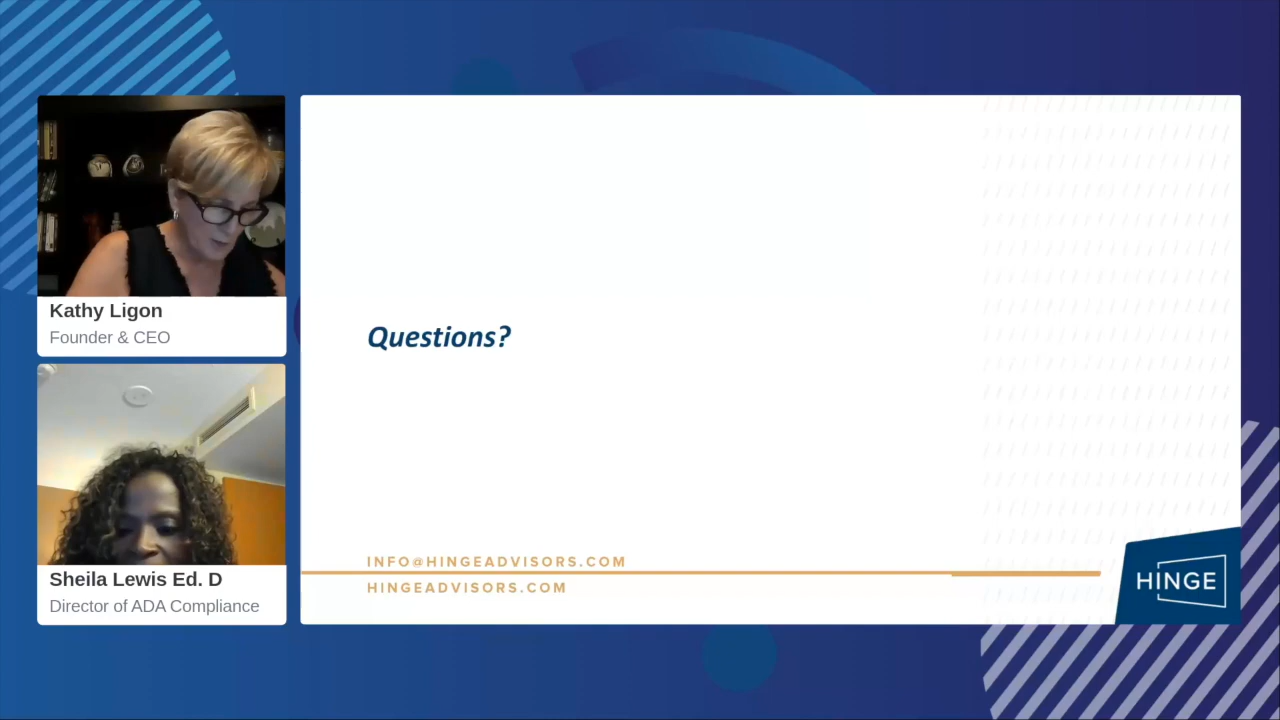 Kathy Ligon
Founder & CEO
Sheila Lewis Ed. D
Director of ADA Compliance
Questions?
INFO@HINGEADVISORS.COM
HINGEADVISORS.COM
HINGE